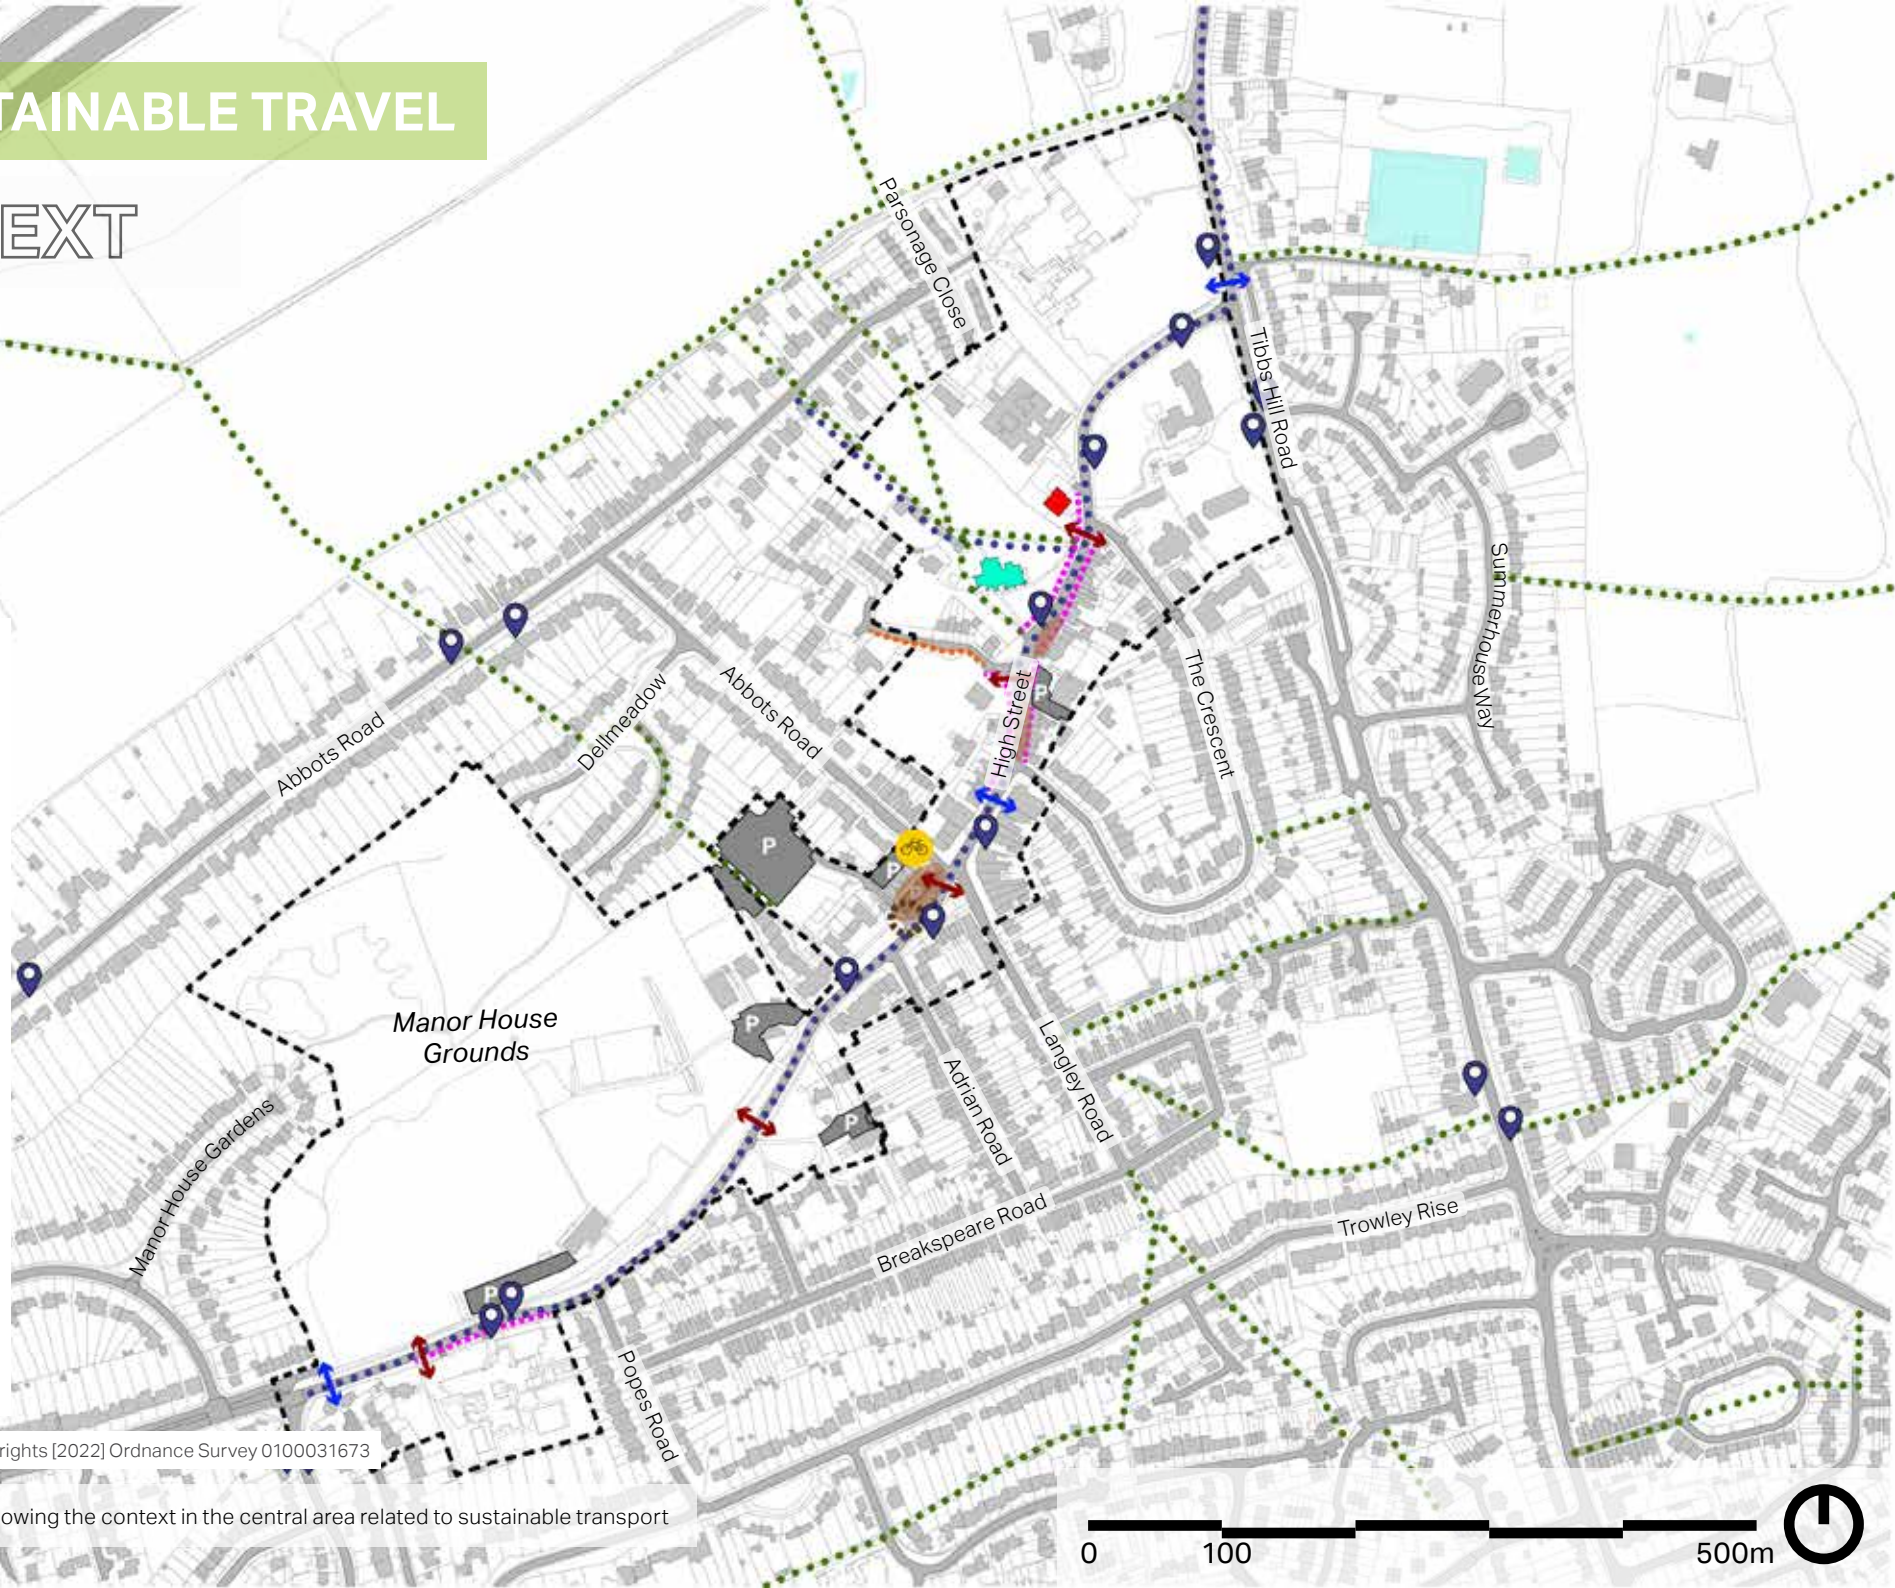 TAINABLE TRAVEL
EXT
Parsonage Close
Tibbs Hill Road
Summerhouse Way
The Crescent
High Street
P
Abbots Road
Dellmeadow
Abbots Road
P
P
Manor House
Grounds
P
P
Adrian Road
Langley Road
Manor House Gardens
Breakspeare Road
Trowley Rise
P
Popes Road
rights [2022] Ordnance Survey 0100031673
owing the context in the central area related to sustainable transport
0 100 500m